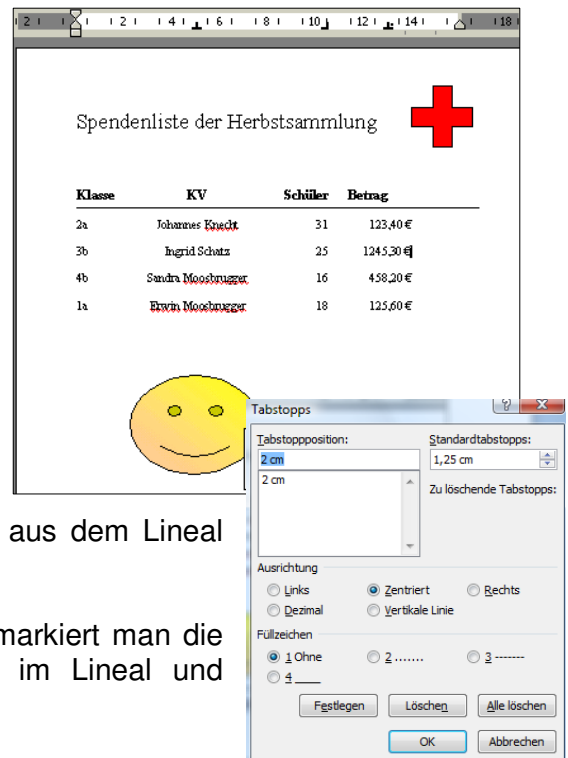 2 1 2 1 4 1 6 1 8 1 10 1 12 1 14 1 18
Spendenliste der Herbstsammlung
Klasse KV Schüler Betrag
2a Johannes Knecht 31 123,40 €
3b Ingrid Schatz 25 1245,30 €
4b Sandra Moosbrugger 16 458,20 €
1a Erwin Moosbrugger 18 125,60 €
Tabstopps
Tabstoppposition: Standardtabstopps:
2 cm 1,25 cm
2 cm Zu löschende Tabstopps:
aus dem Lineal
Ausrichtung
Links Zentriert Rechts
Dezimal Vertikale Linie
markiert man die
Füllzeichen
im Lineal und
1 Ohne 2 ....... 3 -------
4 ___
Festlegen Löschen Alle löschen
OK Abbrechen